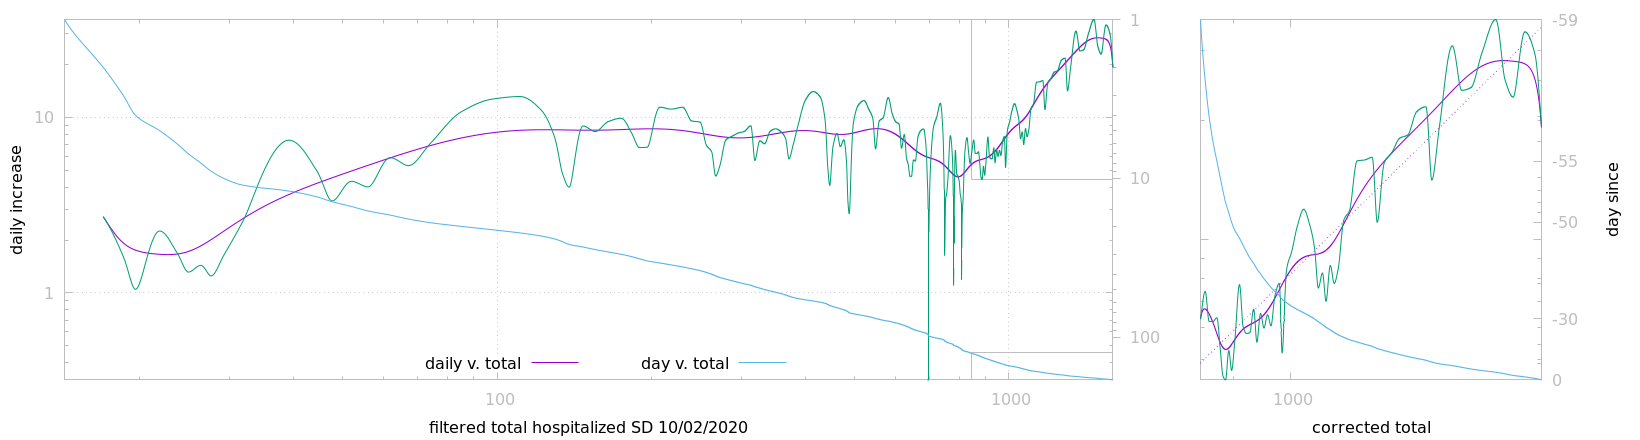 10
1
daily increase
daily v. total
day v. total
100
1000
filtered total hospitalized SD 10/02/2020
1
10
100
1000
corrected total
-59
-55
-50
-30
0
day since